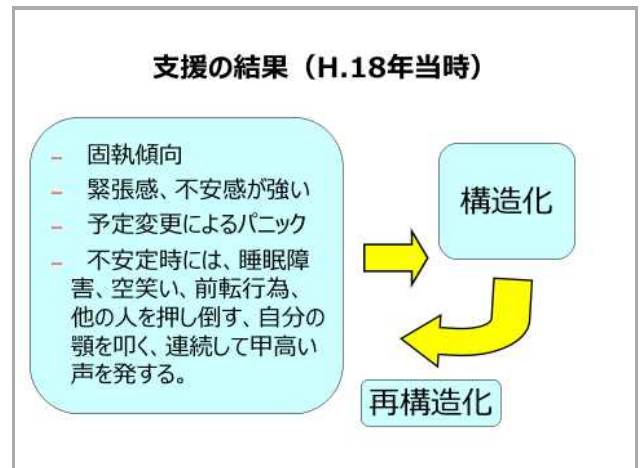 支援の結果（H.18年当時）
– 固執傾向
– 緊張感、不安感が強い
– 予定変更によるパニック
– 不安定時には、睡眠障
害、空笑い、前転行為、
他の人を押し倒す、自分の
顎を叩く、連続して甲高い
声を発する。
構造化
再構造化